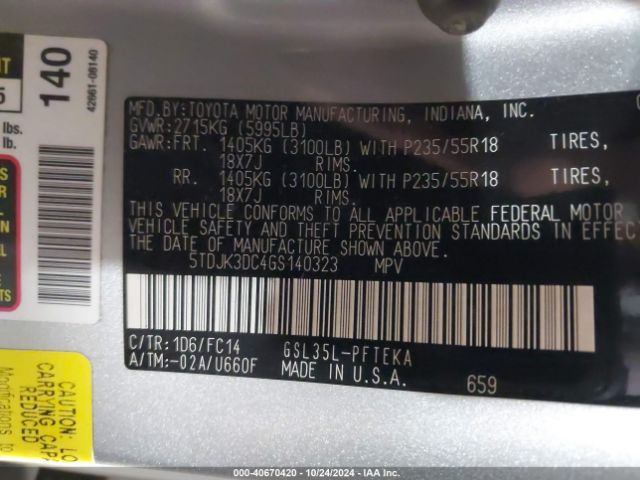 140
42661-08140
lbs.
lbs.
MFD.BY:TOYOTA MOTOR MANUFACTURING, INDIANA, INC.
GVWR:2715KG (5995LB)
GAWR:FRT. 1405KG (3100LB) WITH P235/55R18 TIRES,
18X7J RIMS.
RR. 1405KG (3100LB) WITH P235/55R18 TIRES,
18X7J RIMS.
THIS VEHICLE CONFORMS TO ALL APPLICABLE FEDERAL MOTOR
VEHICLE SAFETY AND THEFT PREVENTION STANDARDS IN EFFEC
THE DATE OF MANUFACTURE SHOWN ABOVE.
5TDJK3DC4GS140323 MPV
C/TR:1D6/FC14 GSL35L-PFTEKA
A/TM:-02A/U660F MADE IN U.S.A.
659
CAUTION: LO
CARRYING CAP
REDUCED
Modifications
000-40670420 - 10/24/2024 - IAA Inc.